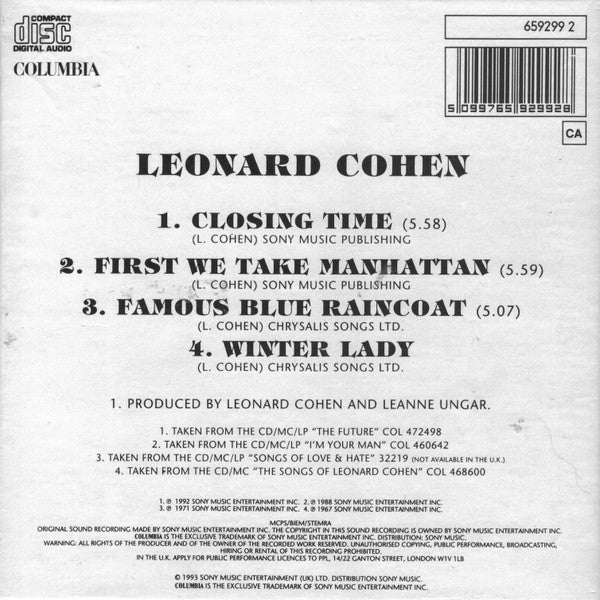 COMPACT
disc
DIGITAL AUDIO
COLUMBIA
659299 2
5 099765 929928
CA
LEONARD COHEN
1. CLOSING TIME (5.58)
(L. COHEN) SONY MUSIC PUBLISHING
2. FIRST WE TAKE MANHATTAN (5.59)
(L. COHEN) SONY MUSIC PUBLISHING
3. FAMOUS BLUE RAINCOAT (5.07)
(L. COHEN) CHRYSALIS SONGS LTD.
4. WINTER LADY
(L. COHEN) CHRYSALIS SONGS LTD.
1. PRODUCED BY LEONARD COHEN AND LEANNE UNGAR.
1. TAKEN FROM THE CD/MC/LP "THE FUTURE" COL 472498
2. TAKEN FROM THE CD/MC/LP "I'M YOUR MAN" COL 460642
3. TAKEN FROM THE CD/MC/LP "SONGS OF LOVE & HATE" 32219 (NOT AVAILABLE IN THE U.K.)
4. TAKEN FROM THE CD/MC "THE SONGS OF LEONARD COHEN" COL 468600
1. ℗ 1992 SONY MUSIC ENTERTAINMENT INC. 2. ℗ 1988 SONY MUSIC ENTERTAINMENT INC.
3. ℗ 1971 SONY MUSIC ENTERTAINMENT INC. 4. ℗ 1967 SONY MUSIC ENTERTAINMENT INC.
MCPS/BIEM/STEMRA
ORIGINAL SOUND RECORDING MADE BY SONY MUSIC ENTERTAINMENT INC. THE COPYRIGHT IN THIS SOUND RECORDING IS OWNED BY SONY MUSIC ENTERTAINMENT INC.
COLUMBIA IS THE EXCLUSIVE TRADEMARK OF SONY MUSIC ENTERTAINMENT INC. DISTRIBUTION: SONY MUSIC.
WARNING: ALL RIGHTS OF THE PRODUCER AND OF THE OWNER OF THE RECORDED WORK RESERVED. UNAUTHORISED COPYING, PUBLIC PERFORMANCE, BROADCASTING,
HIRING OR RENTAL OF THIS RECORDING PROHIBITED.
IN THE U.K. APPLY FOR PUBLIC PERFORMANCE LICENCES TO PPL, 14/22 GANTON STREET, LONDON W1V 1LB
© 1993 SONY MUSIC ENTERTAINMENT (UK) LTD. DISTRIBUTION SONY MUSIC.
COLUMBIA IS THE EXCLUSIVE TRADEMARK OF SONY MUSIC ENTERTAINMENT INC.